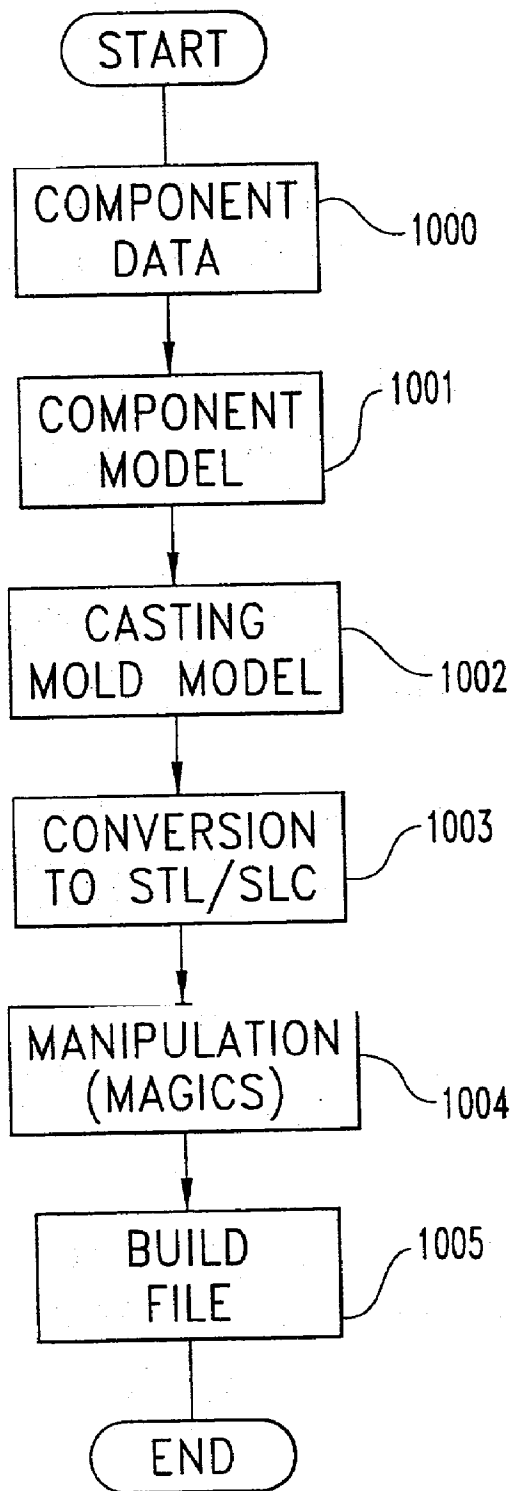 START
COMPONENT
DATA
1000
COMPONENT
MODEL
1001
CASTING
MOLD MODEL
1002
CONVERSION
TO STL/SLC
1003
MANIPULATION
(MAGICS)
1004
BUILD
FILE
1005
END